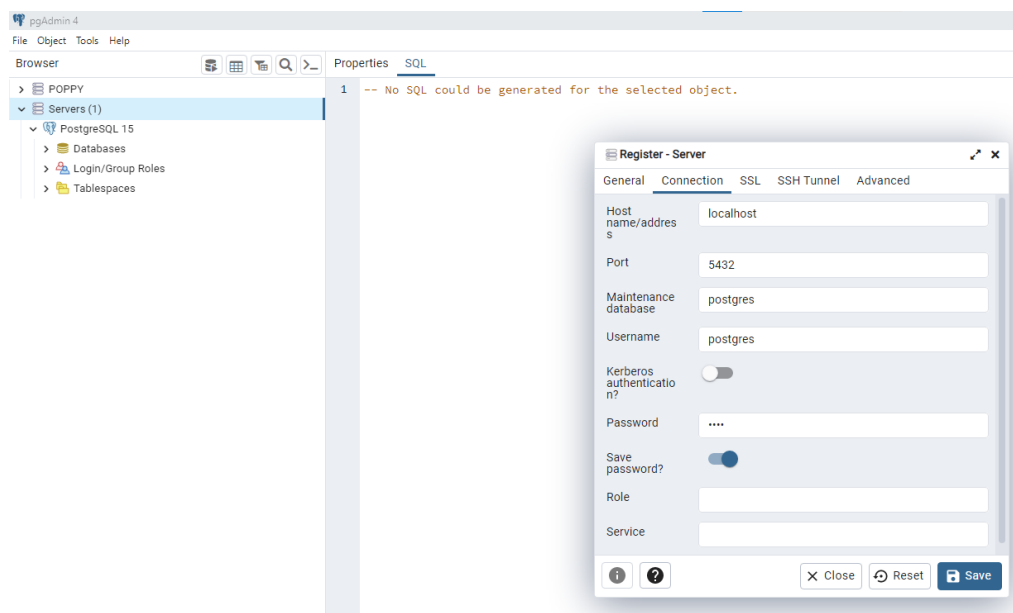 pgAdmin 4
File Object Tools Help
Browser
Properties SQL
POPPY
Servers (1)
PostgreSQL 15
Databases
Login/Group Roles
Tablespaces
1 -- No SQL could be generated for the selected object.
Register - Server
General Connection SSL SSH Tunnel Advanced
Host
name/addres
s
localhost
Port
5432
Maintenance
database
postgres
Username
postgres
Kerberos
authenticatio
n?
Password
••••
Save
password?
Role
Service
Close Reset Save